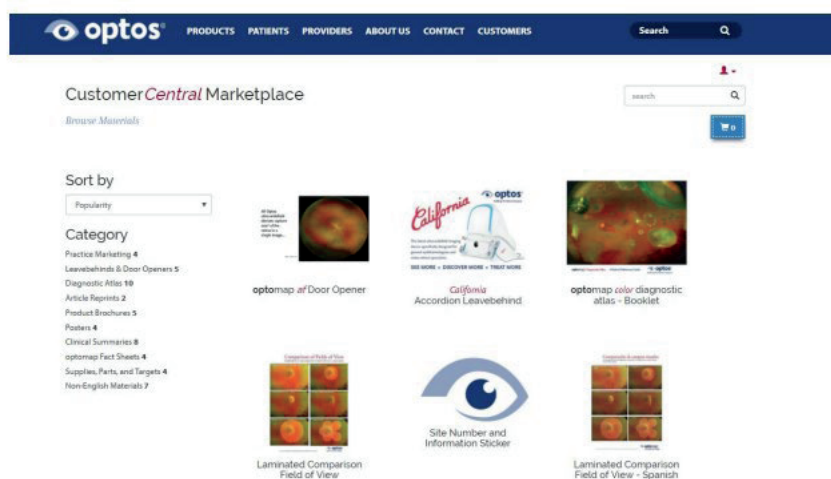 optos
PRODUCTS PATIENTS PROVIDERS ABOUT US CONTACT CUSTOMERS
Search
CustomerCentral Marketplace
search
Browse Materials
0
Sort by
Popularity
Category
Practice Marketing 4
Leavebehinds & Door Openers 5
Diagnostic Atlas 10
Article Reprints 2
Product Brochures 5
Posters 4
Clinical Summaries 8
optomap Fact Sheets 4
Supplies, Parts, and Targets 4
Non-English Materials 7
optomap af Door Opener
optos
California
SEE MORE • DISCOVER MORE • TREAT MORE
California
Accordion Leavebehind
optos
optomap color diagnostic
atlas - Booklet
Comparison of Field of View
Laminated Comparison
Field of View
Site Number and
Information Sticker
Laminated Comparison
Field of View - Spanish